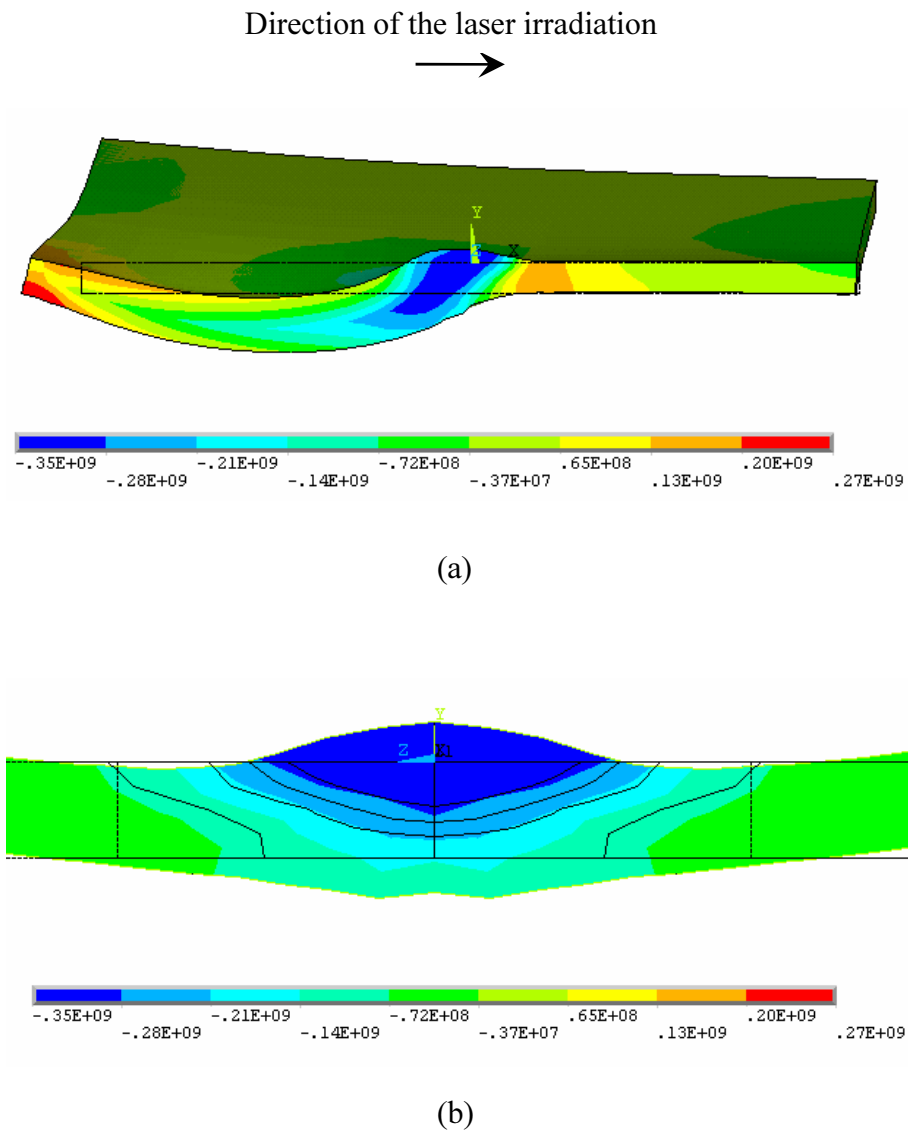 Direction of the laser irradiation
Y
X
-.35E+09 -.21E+09 -.72E+08 .65E+08 .20E+09
-.28E+09 -.14E+09 -.37E+07 .13E+09 .27E+09
(a)
Y
Z
-.35E+09 -.21E+09 -.72E+08 .65E+08 .20E+09
-.28E+09 -.14E+09 -.37E+07 .13E+09 .27E+09
(b)